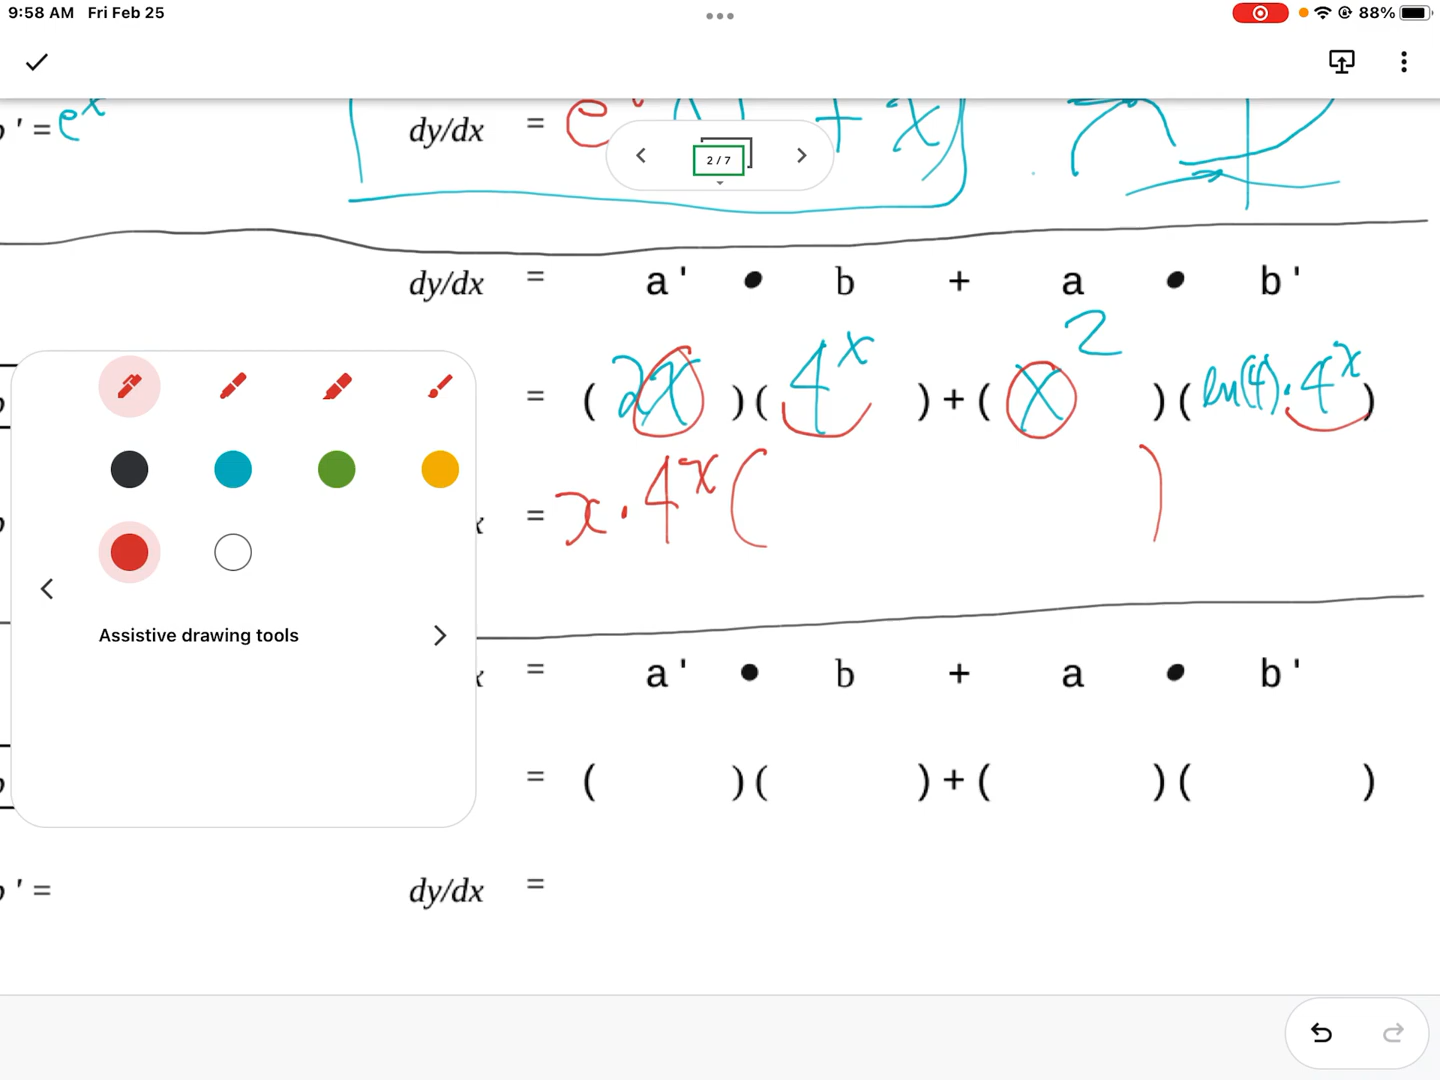 9:58 AM Fri Feb 25
88%
' = e^x dy/dx = e + x
2 / 7
dy/dx = a' • b + a • b'
= (2x)(4^x) + (x^2)(ln(4)·4^x)
= x · 4^x ( )
Assistive drawing tools
= a' • b + a • b'
= ( )( ) + ( )( )
' = dy/dx =